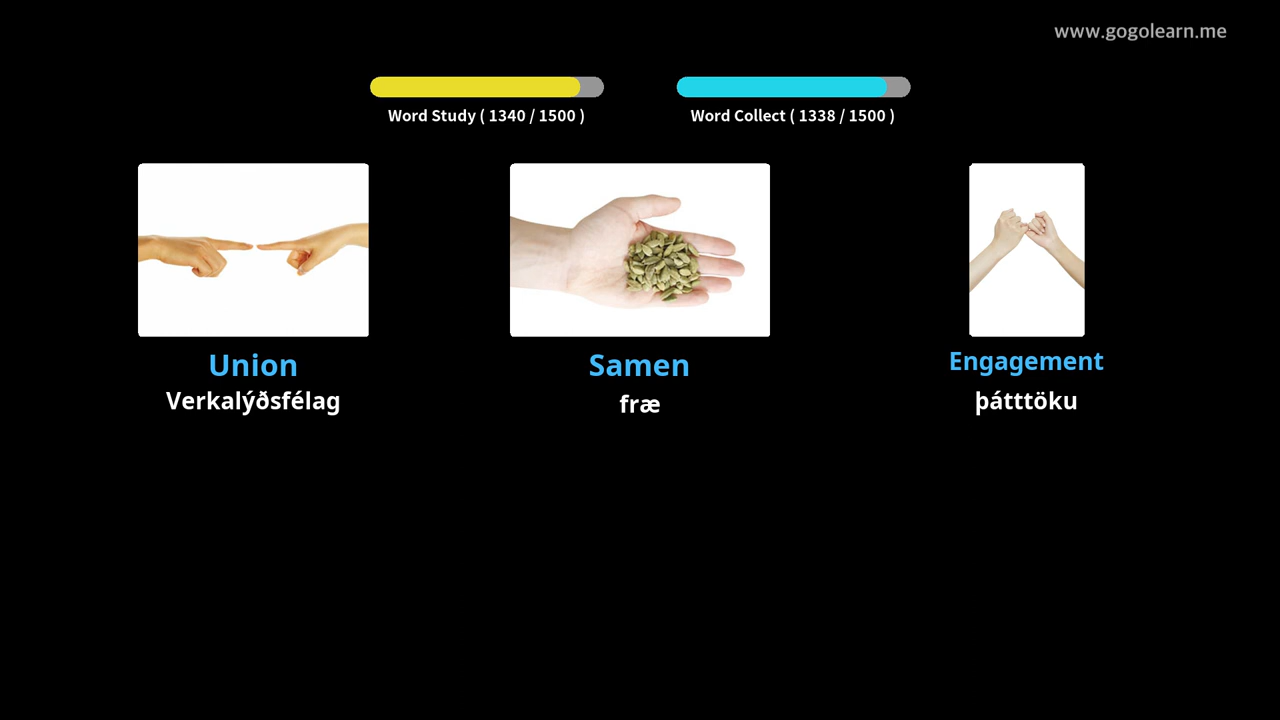 www.gogolearn.me
Word Study ( 1340 / 1500 )
Word Collect ( 1338 / 1500 )
Union
Samen
Engagement
Verkalýðsfélag
fræ
þátttöku